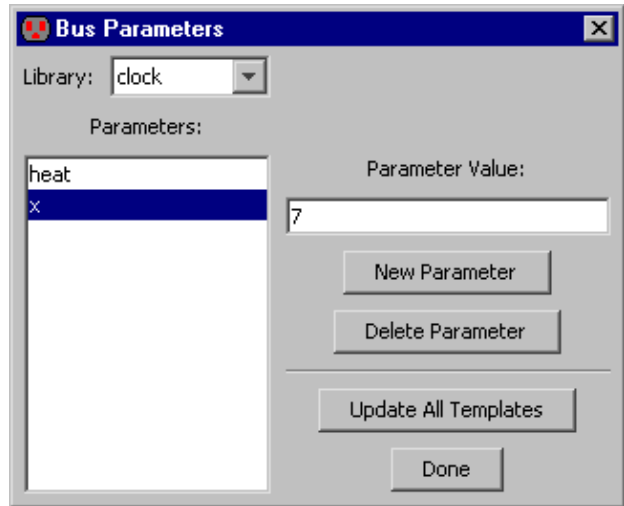 Bus Parameters
Library: clock
Parameters:
heat
x
Parameter Value:
7
New Parameter
Delete Parameter
Update All Templates
Done